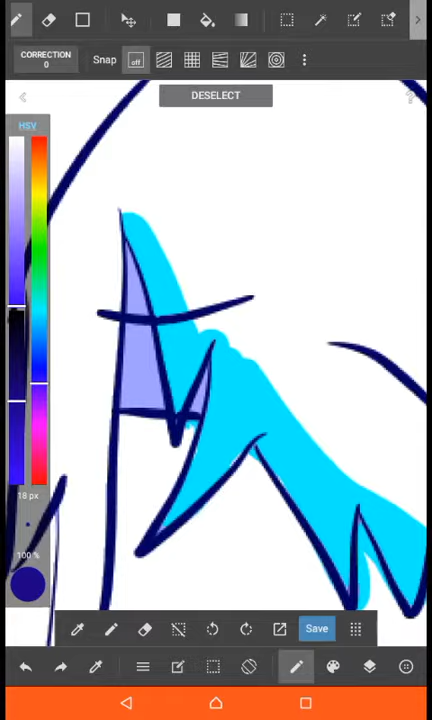 CORRECTION
0
Snap
off
DESELECT
HSV
18 px
100 %
Save